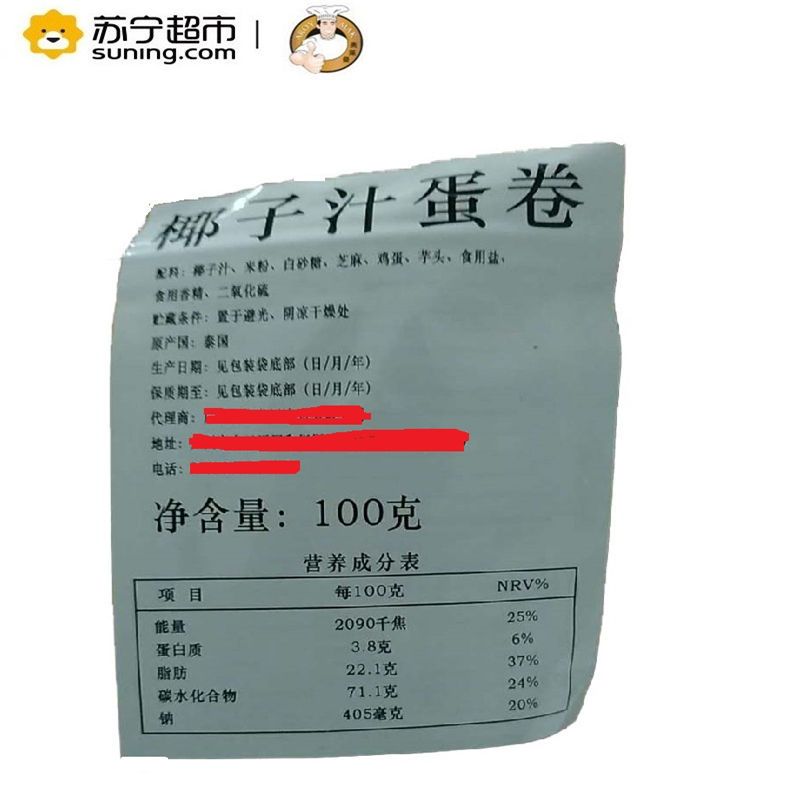 苏宁超市
suning.com
椰子汁蛋卷
配料：椰子汁、米粉、白砂糖、芝麻、鸡蛋、芋头、食用盐、
食用香精、二氧化硫
贮藏条件：置于避光、阴凉干燥处
原产国：泰国
生产日期：见包装袋底部（日/月/年）
保质期至：见包装袋底部（日/月/年）
代理商：
地址：
电话：
净含量：100克
营养成分表
项目 每100克 NRV%
能量 2090千焦 25%
蛋白质 3.8克 6%
脂肪 22.1克 37%
碳水化合物 71.1克 24%
钠 405毫克 20%